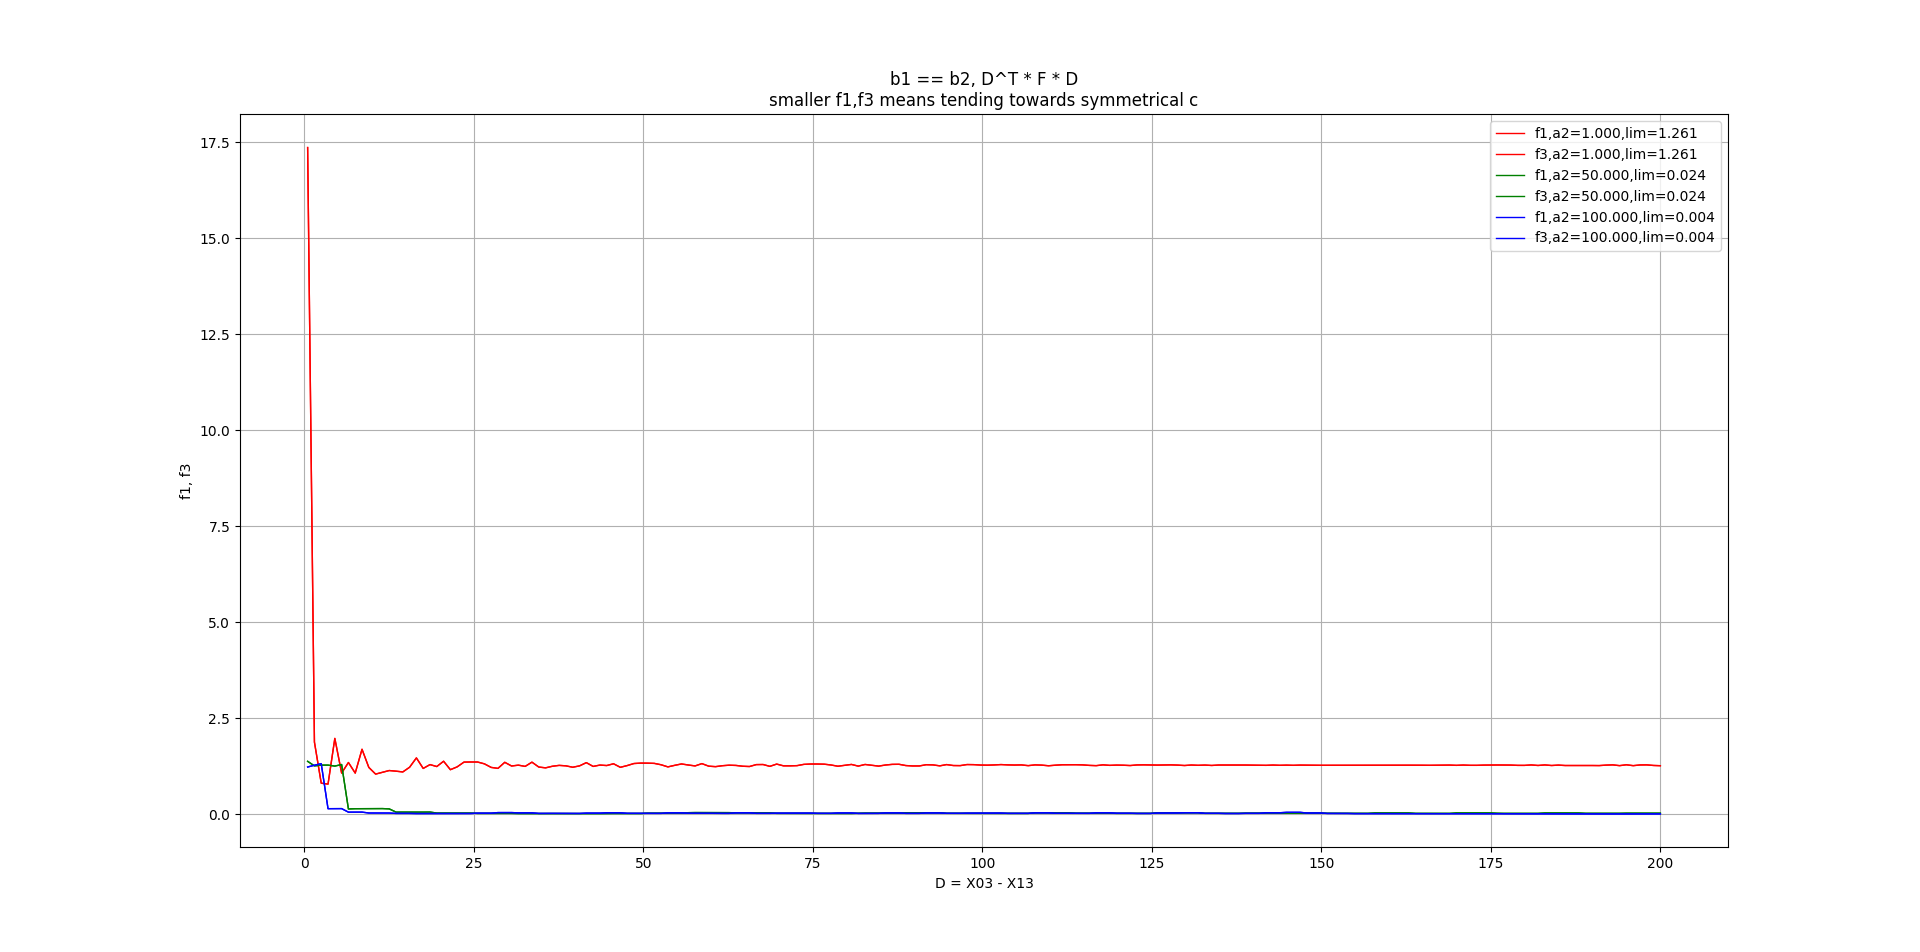 b1 == b2, D^T * F * D
smaller f1,f3 means tending towards symmetrical c
f1,a2=1.000,lim=1.261
f3,a2=1.000,lim=1.261
f1,a2=50.000,lim=0.024
f3,a2=50.000,lim=0.024
f1,a2=100.000,lim=0.004
f3,a2=100.000,lim=0.004
17.5
15.0
12.5
10.0
7.5
5.0
2.5
0.0
f1, f3
0 25 50 75 100 125 150 175 200
D = X03 - X13